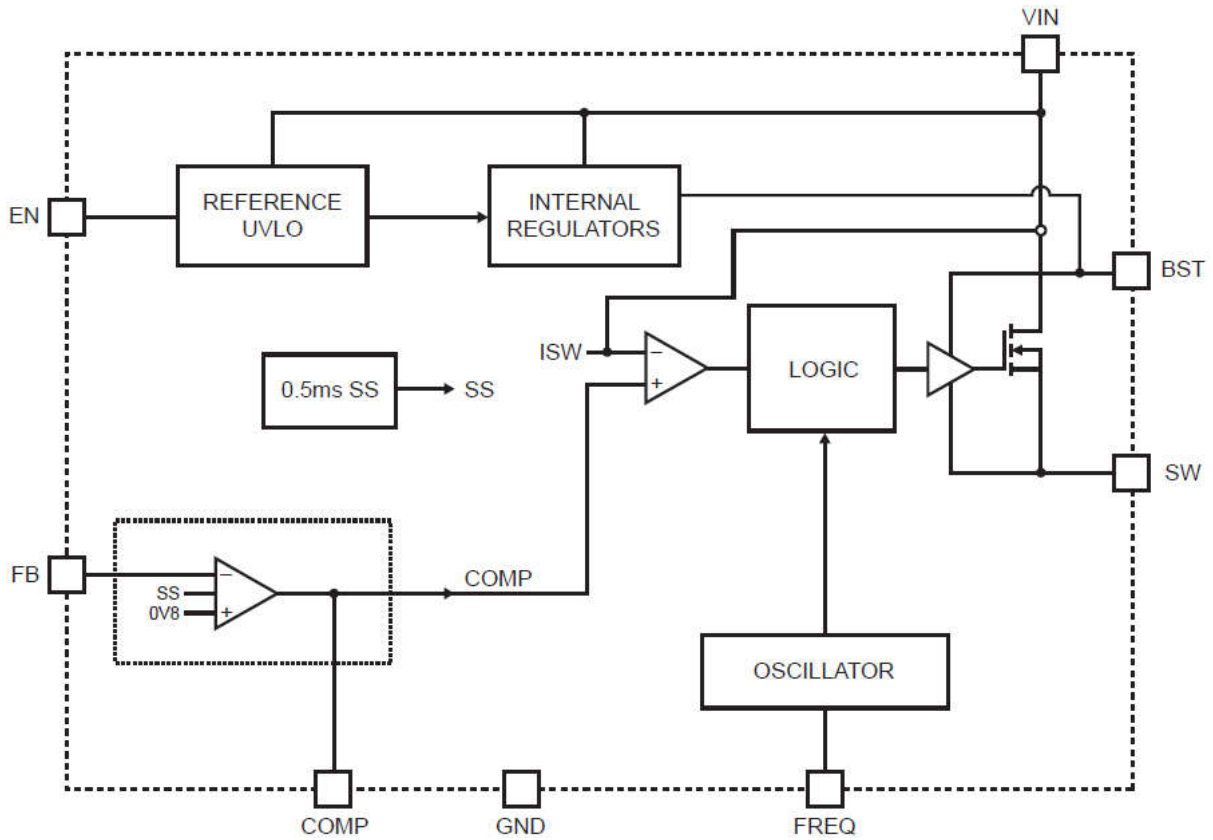 VIN
EN
REFERENCE
UVLO
INTERNAL
REGULATORS
BST
ISW
−
+
LOGIC
0.5ms SS
SS
SW
FB
−
SS
0V8
+
COMP
OSCILLATOR
COMP
GND
FREQ